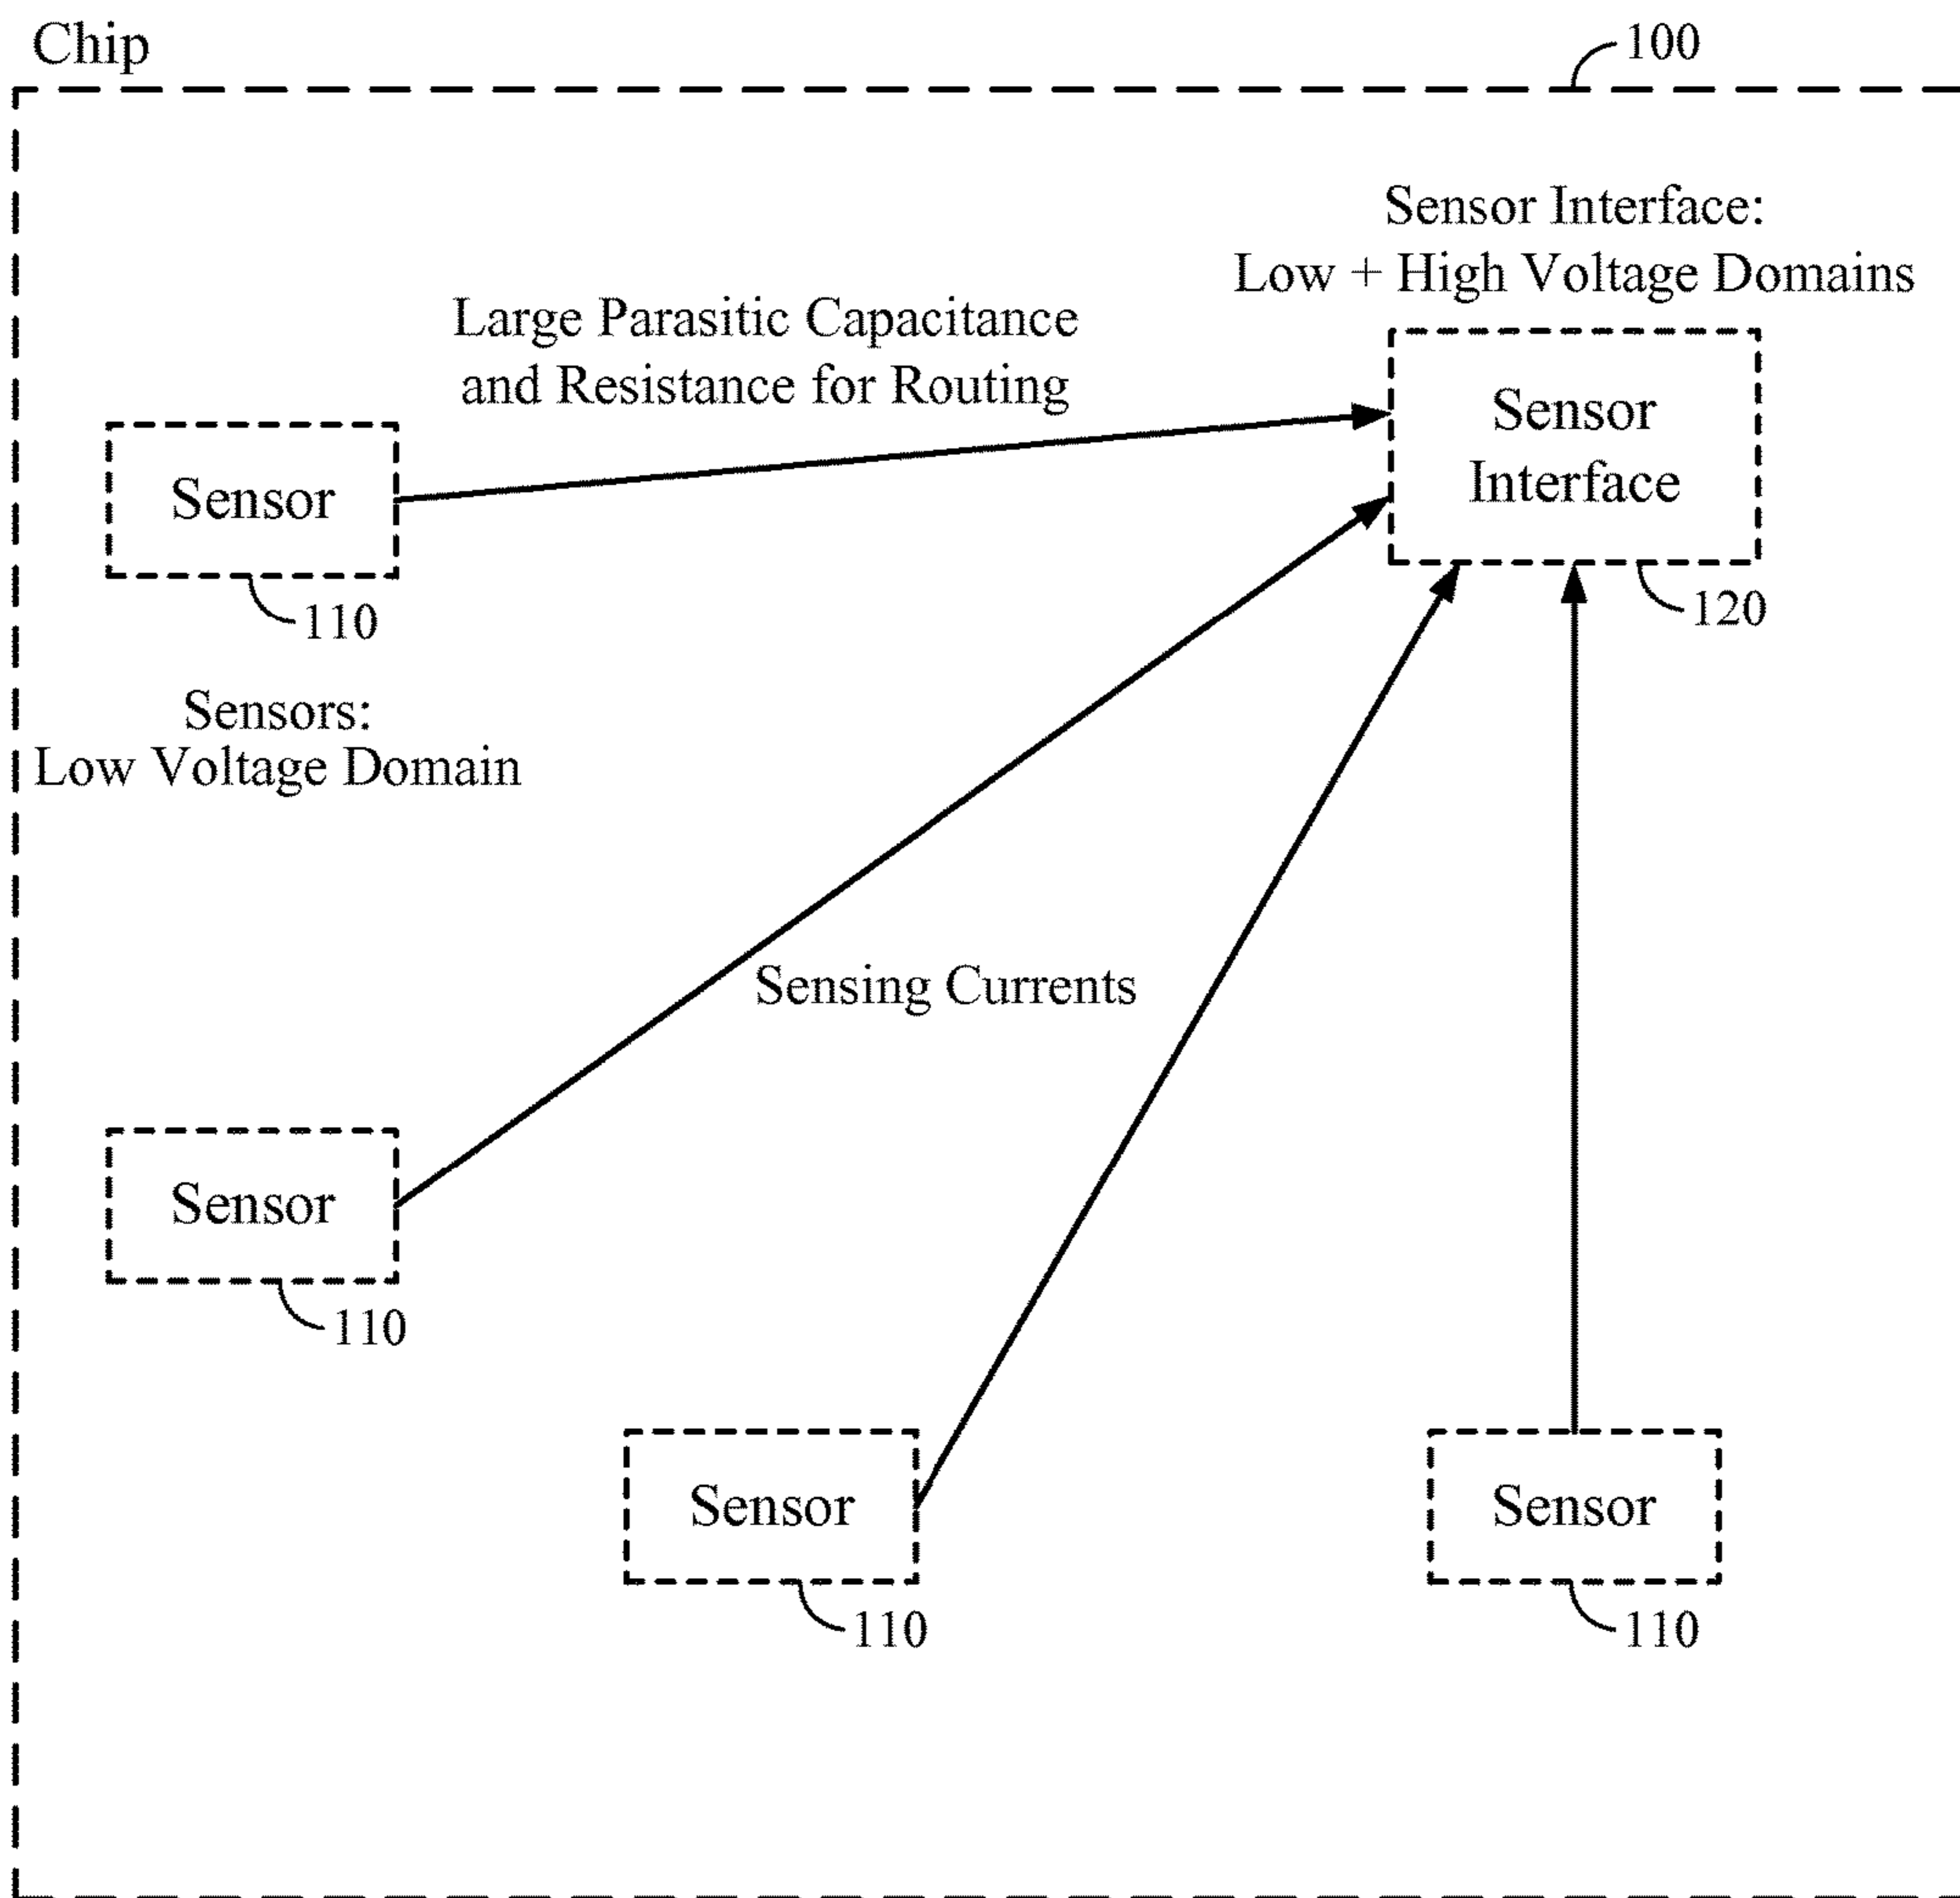 Chip
100
Sensor Interface:
Low + High Voltage Domains
Large Parasitic Capacitance
and Resistance for Routing
Sensor
Interface
Sensor
120
110
Sensors:
Low Voltage Domain
Sensing Currents
Sensor
110
Sensor
Sensor
110
110